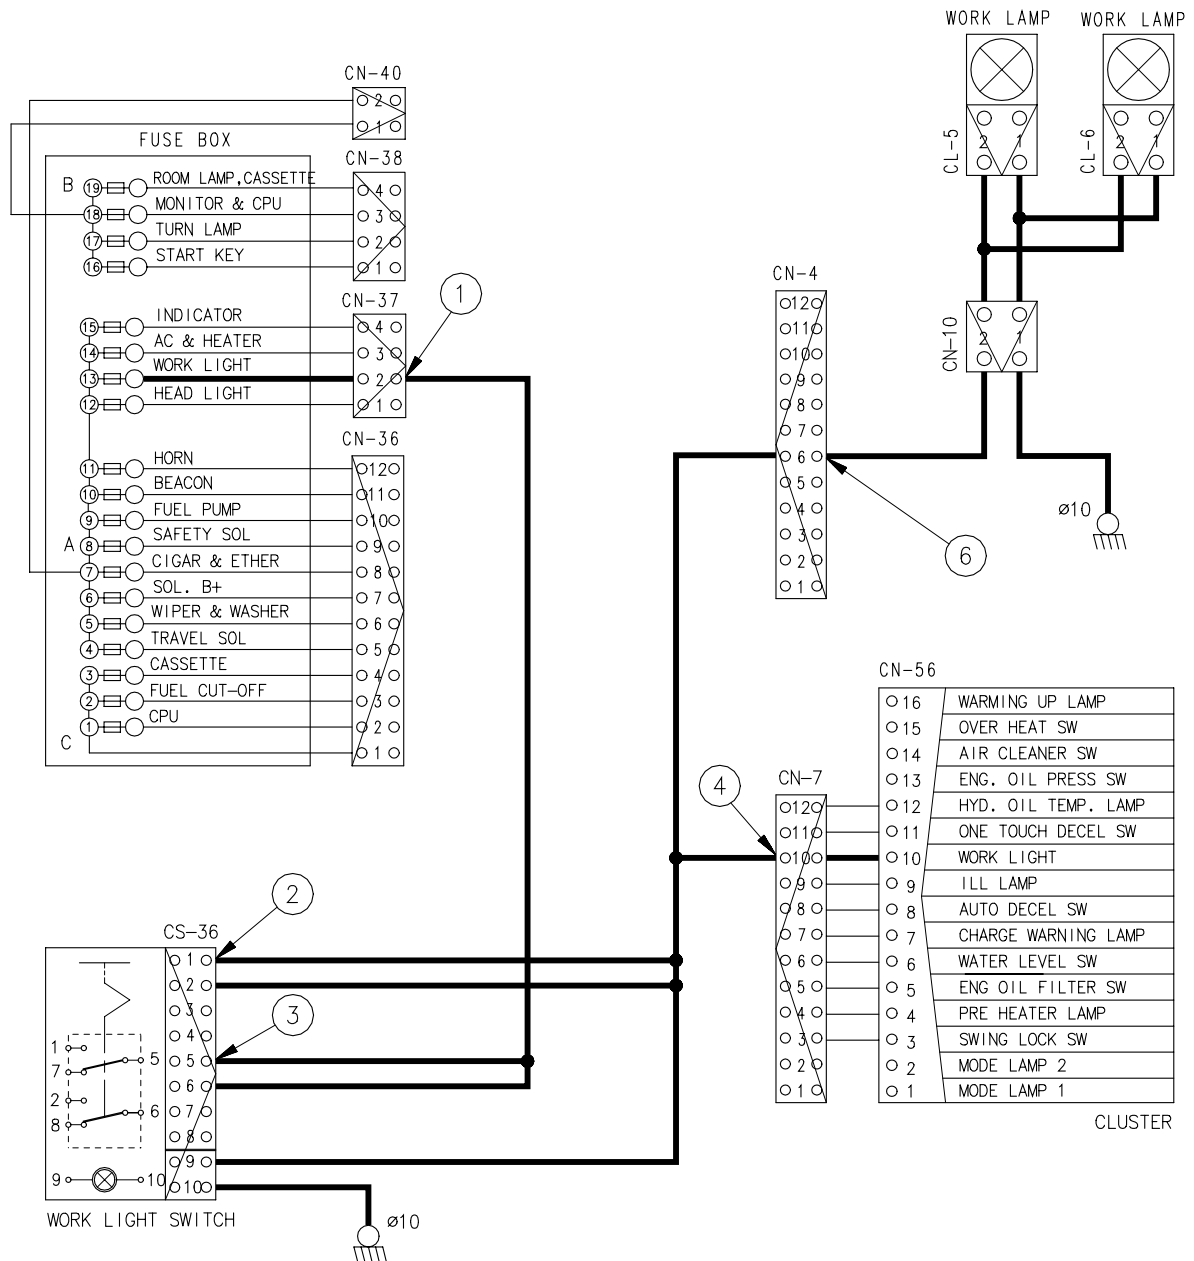 WORK LAMP WORK LAMP
CL-5 2 1
CL-6 2 1
CN-10 2 1
ø10
CN-40
2
1
FUSE BOX
CN-38
B 19 ROOM LAMP,CASSETTE 4
18 MONITOR & CPU 3
17 TURN LAMP 2
16 START KEY 1
CN-37
1
15 INDICATOR 4
14 AC & HEATER 3
13 WORK LIGHT 2
12 HEAD LIGHT 1
CN-36
11 HORN 12
10 BEACON 11
9 FUEL PUMP 10
A 8 SAFETY SOL 9
7 CIGAR & ETHER 8
6 SOL. B+ 7
5 WIPER & WASHER 6
4 TRAVEL SOL 5
3 CASSETTE 4
2 FUEL CUT-OFF 3
1 CPU 2
C 1
CN-4
12
11
10
9
8
7
6
5
4
3
2
1
6
CN-56
16 WARMING UP LAMP
15 OVER HEAT SW
14 AIR CLEANER SW
13 ENG. OIL PRESS SW
12 HYD. OIL TEMP. LAMP
11 ONE TOUCH DECEL SW
10 WORK LIGHT
9 ILL LAMP
8 AUTO DECEL SW
7 CHARGE WARNING LAMP
6 WATER LEVEL SW
5 ENG OIL FILTER SW
4 PRE HEATER LAMP
3 SWING LOCK SW
2 MODE LAMP 2
1 MODE LAMP 1
CLUSTER
CN-7
4
12
11
10
9
8
7
6
5
4
3
2
1
2
CS-36
1
2
3
4
5
6
7
8
9
10
3
1 5
7
2 6
8
9 10
WORK LIGHT SWITCH
ø10